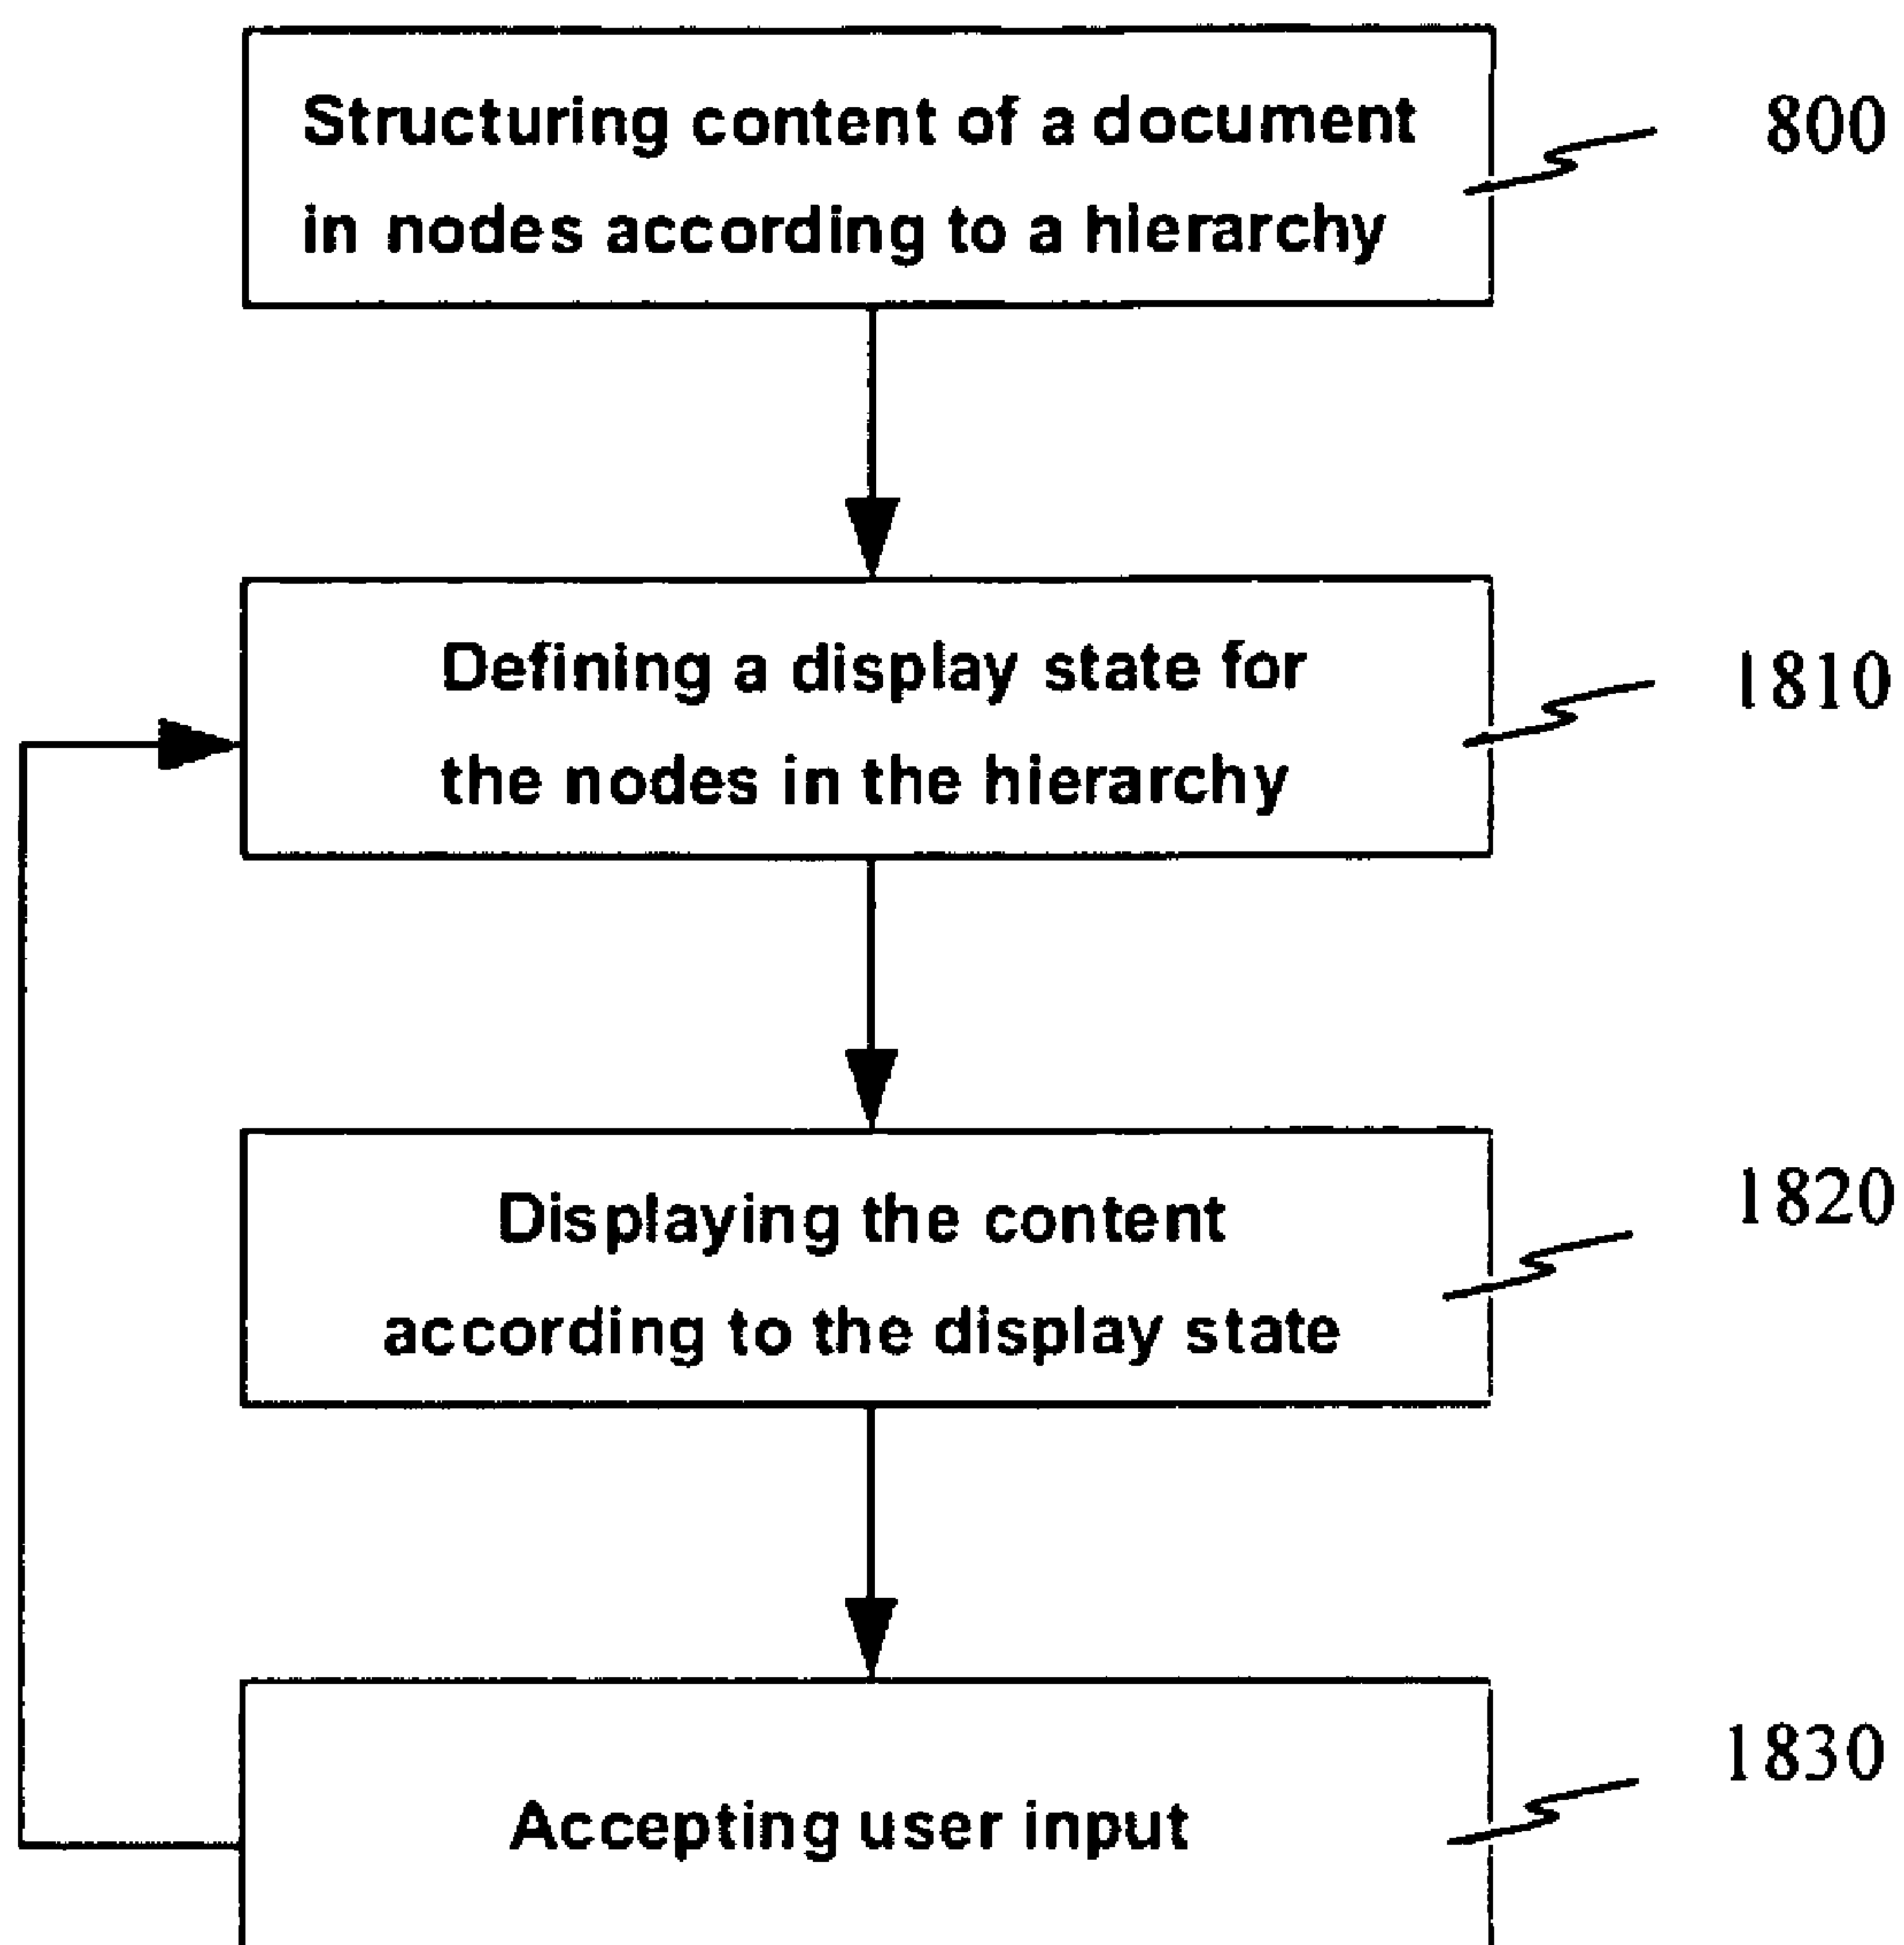 Structuring content of a document
in nodes according to a hierarchy
800
Defining a display state for
the nodes in the hierarchy
1810
Displaying the content
according to the display state
1820
Accepting user input
1830